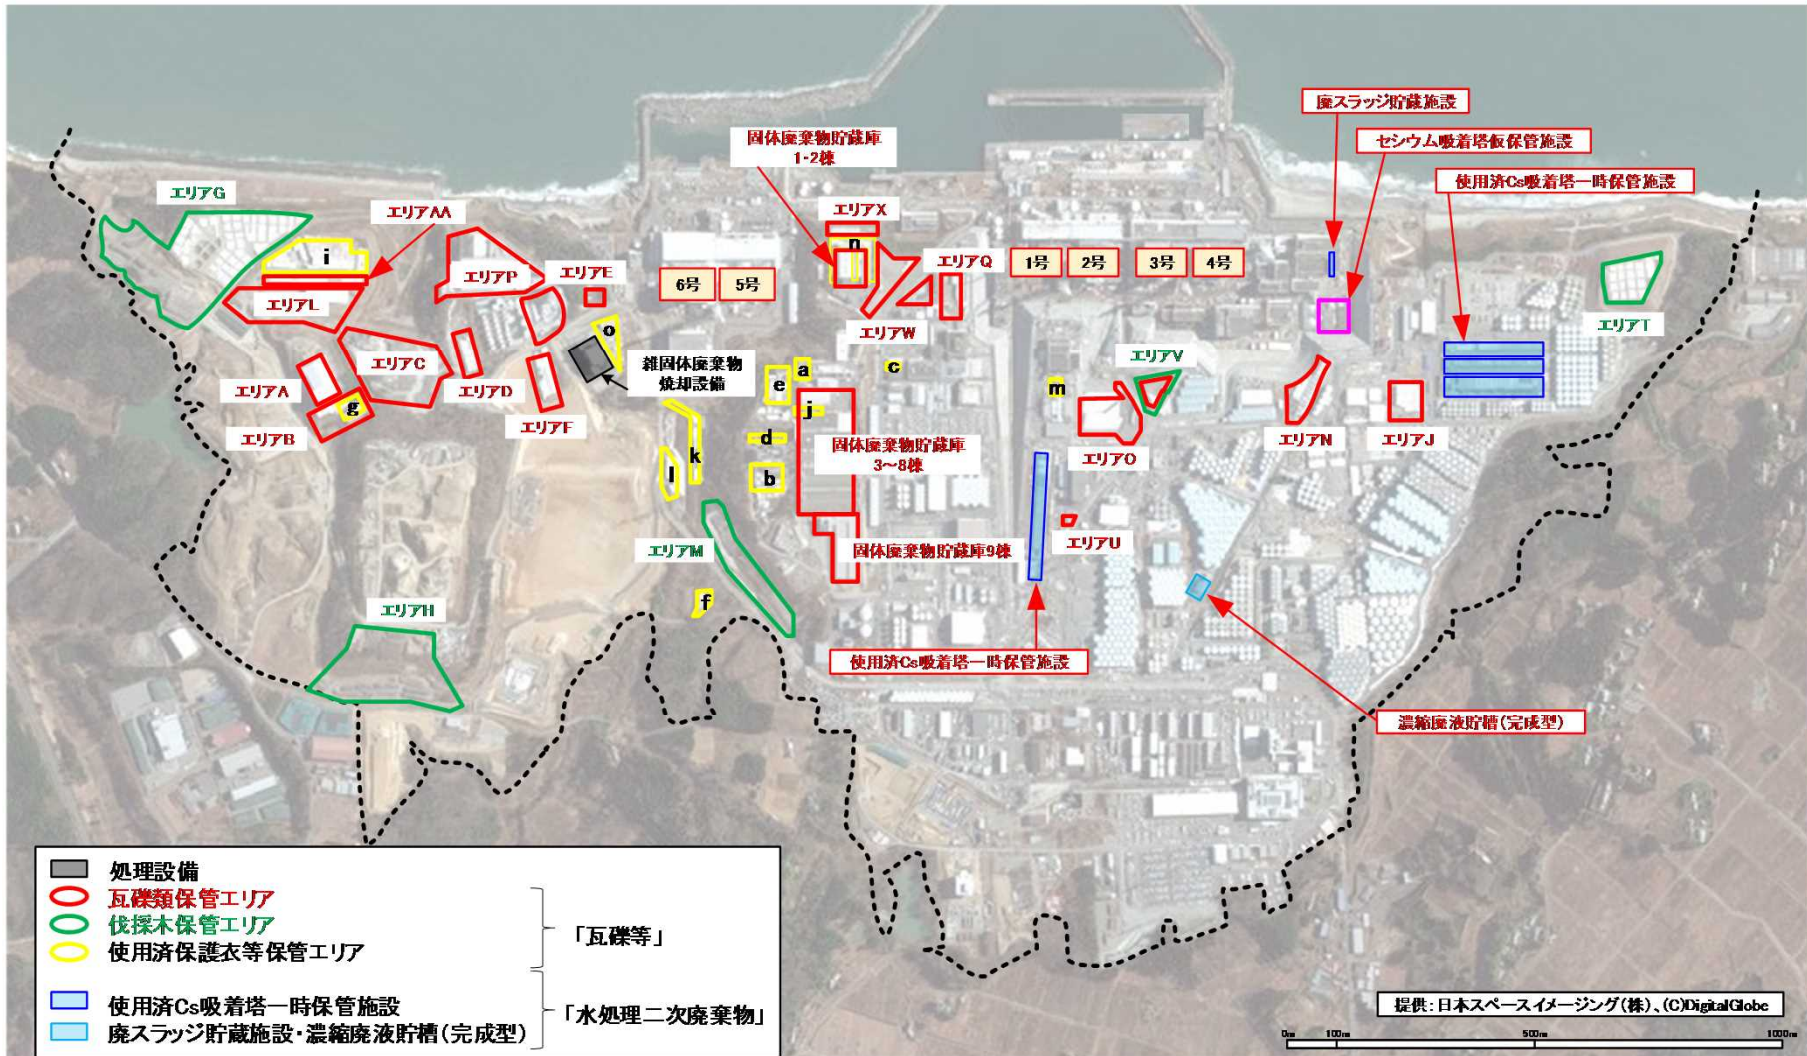 廃スラッジ貯蔵施設
固体廃棄物貯蔵庫
1-2棟
セシウム吸着塔仮保管施設
使用済Cs吸着塔一時保管施設
エリアG
エリアAA
エリアX
i
n
エリアP
エリアE
エリアQ
1号
2号
3号
4号
6号
5号
エリアL
エリアW
エリアT
o
エリアC
雑固体廃棄物
焼却設備
エリアV
エリアA
エリアD
a
c
e
m
g
j
エリアF
エリアB
d
固体廃棄物貯蔵庫
3～8棟
エリアO
エリアN
エリアJ
k
l
b
エリアM
固体廃棄物貯蔵庫9棟
エリアU
f
エリアH
使用済Cs吸着塔一時保管施設
濃縮廃液貯槽(完成型)
処理設備
瓦礫類保管エリア
伐採木保管エリア
使用済保護衣等保管エリア
「瓦礫等」
使用済Cs吸着塔一時保管施設
廃スラッジ貯蔵施設・濃縮廃液貯槽(完成型)
「水処理二次廃棄物」
提供:日本スペースイメージング(株)、(C)DigitalGlobe
0m 100m 500m 1000m